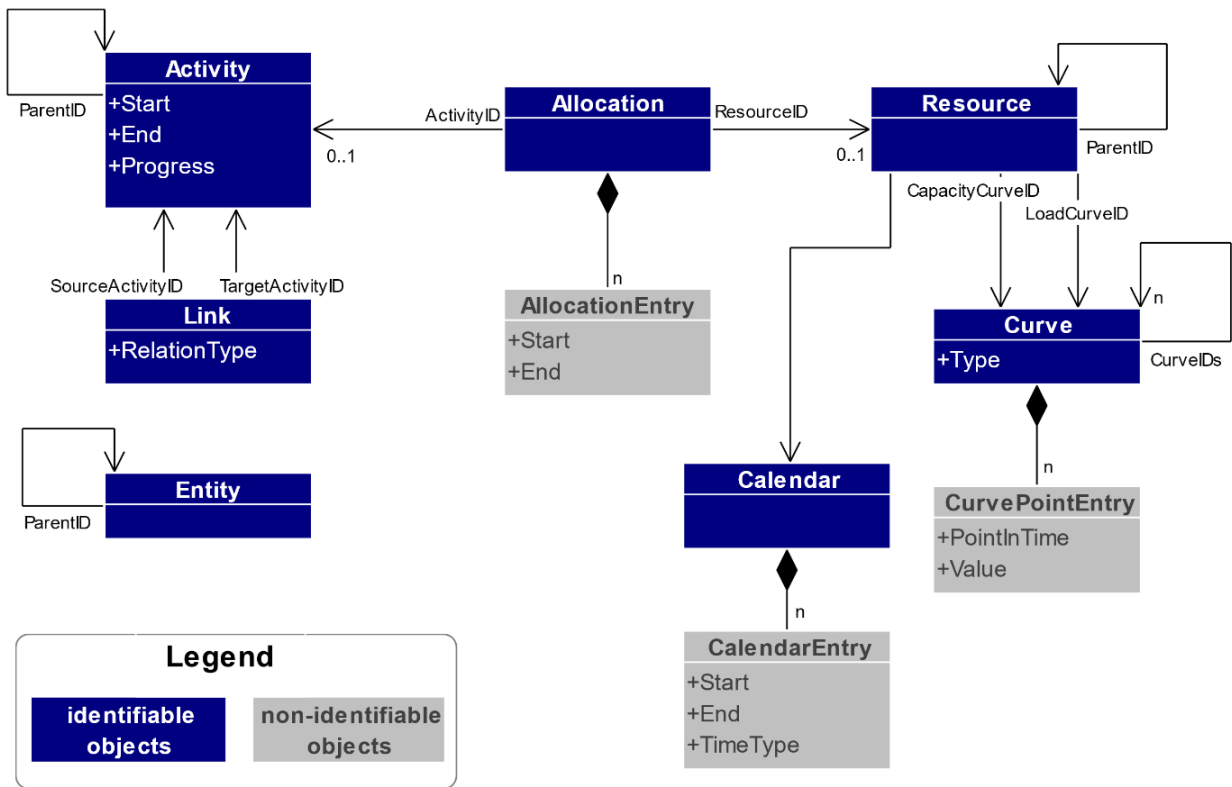 Activity
+Start
+End
+Progress
ParentID
ActivityID
0..1
Allocation
ResourceID
0..1
Resource
ParentID
CapacityCurveID
LoadCurveID
SourceActivityID
TargetActivityID
Link
+RelationType
n
AllocationEntry
+Start
+End
n
Curve
+Type
CurveIDs
Entity
ParentID
Calendar
n
CurvePointEntry
+PointInTime
+Value
n
CalendarEntry
+Start
+End
+TimeType
Legend
identifiable
objects
non-identifiable
objects